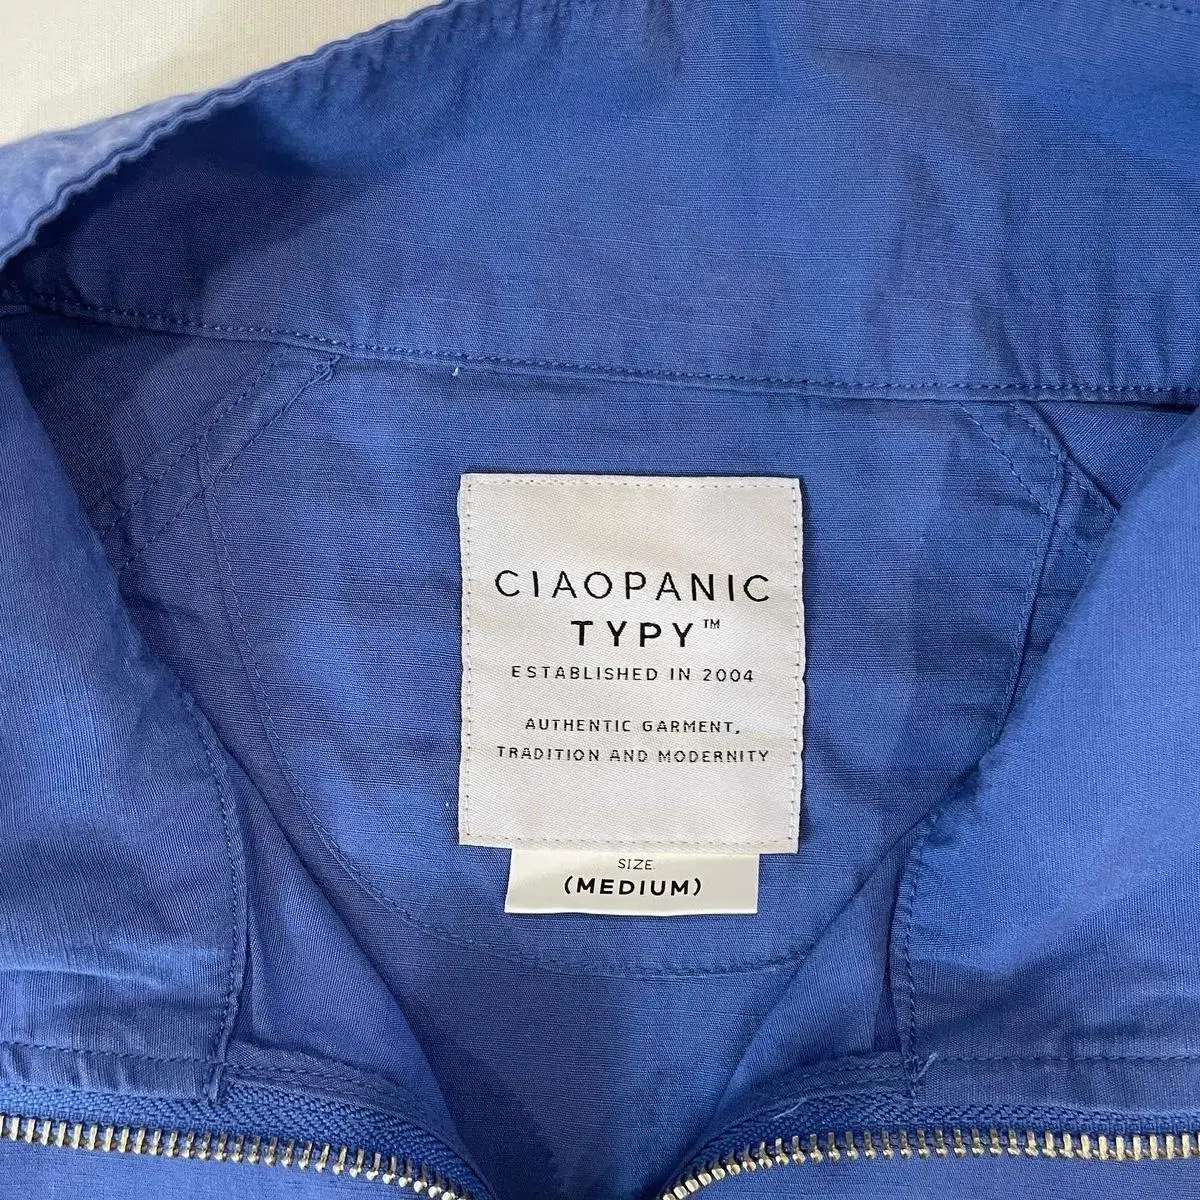 CIAOPANIC
TYPY™
ESTABLISHED IN 2004
AUTHENTIC GARMENT,
TRADITION AND MODERNITY
SIZE
(MEDIUM)